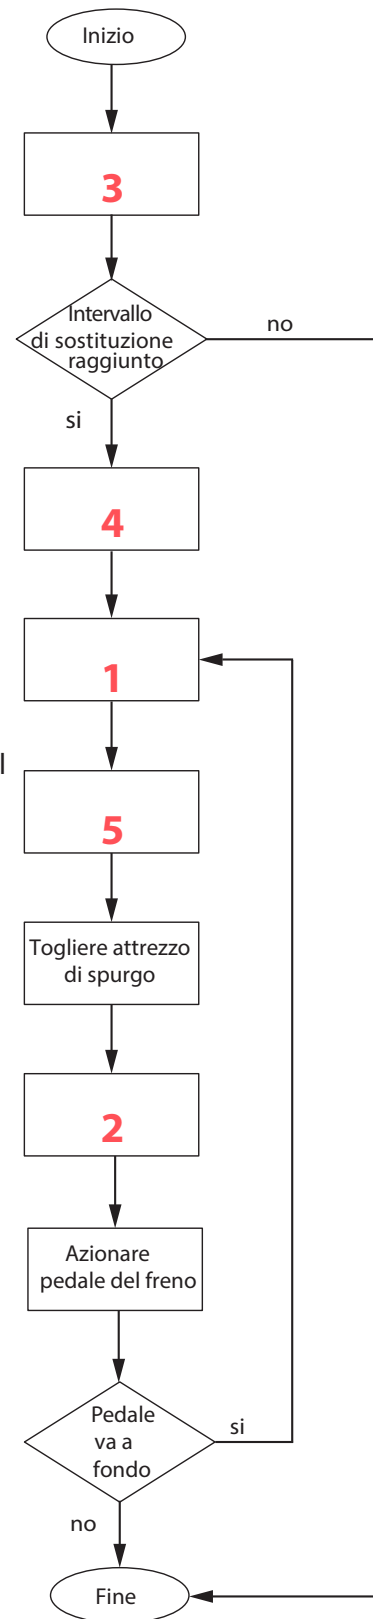 Inizio
3
Intervallo
di sostituzione
raggiunto
no
si
4
1
l
5
Togliere attrezzo
di spurgo
2
Azionare
pedale del freno
Pedale
va a
fondo
si
no
Fine